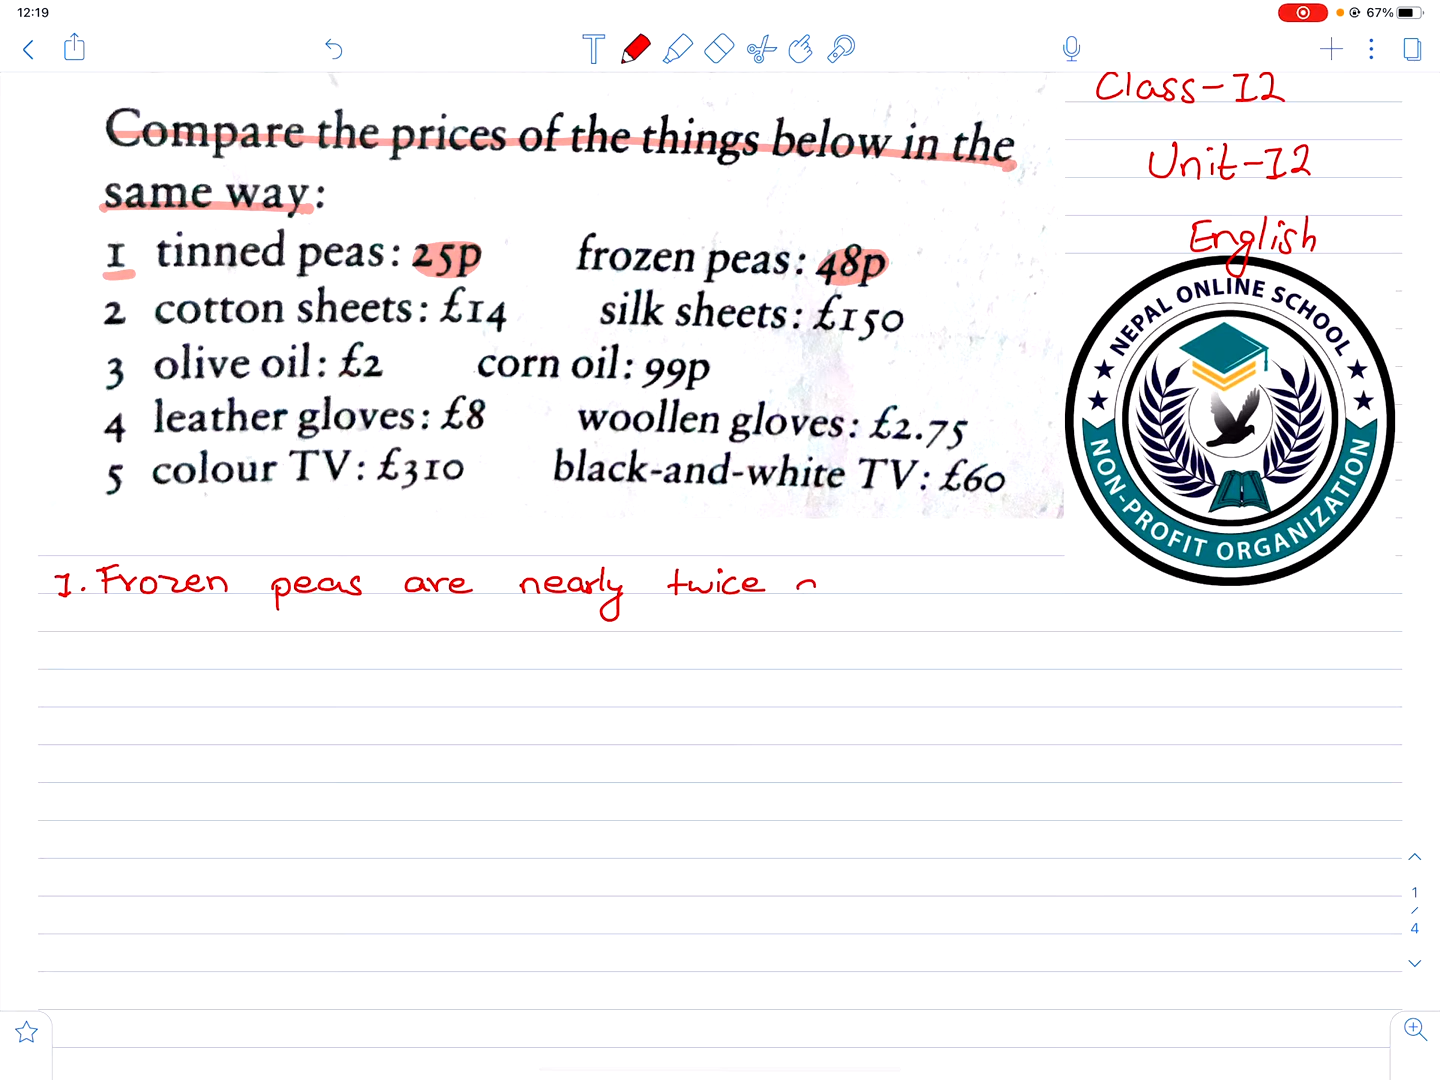 12:19
67%
Class-12
Unit-12
English
Compare the prices of the things below in the
same way:
1 tinned peas: 25p frozen peas: 48p
2 cotton sheets: £14 silk sheets: £150
3 olive oil: £2 corn oil: 99p
4 leather gloves: £8 woollen gloves: £2.75
5 colour TV: £310 black-and-white TV: £60
NEPAL ONLINE SCHOOL
NON-PROFIT ORGANIZATION
1. Frozen peas are nearly twice
1
/
4